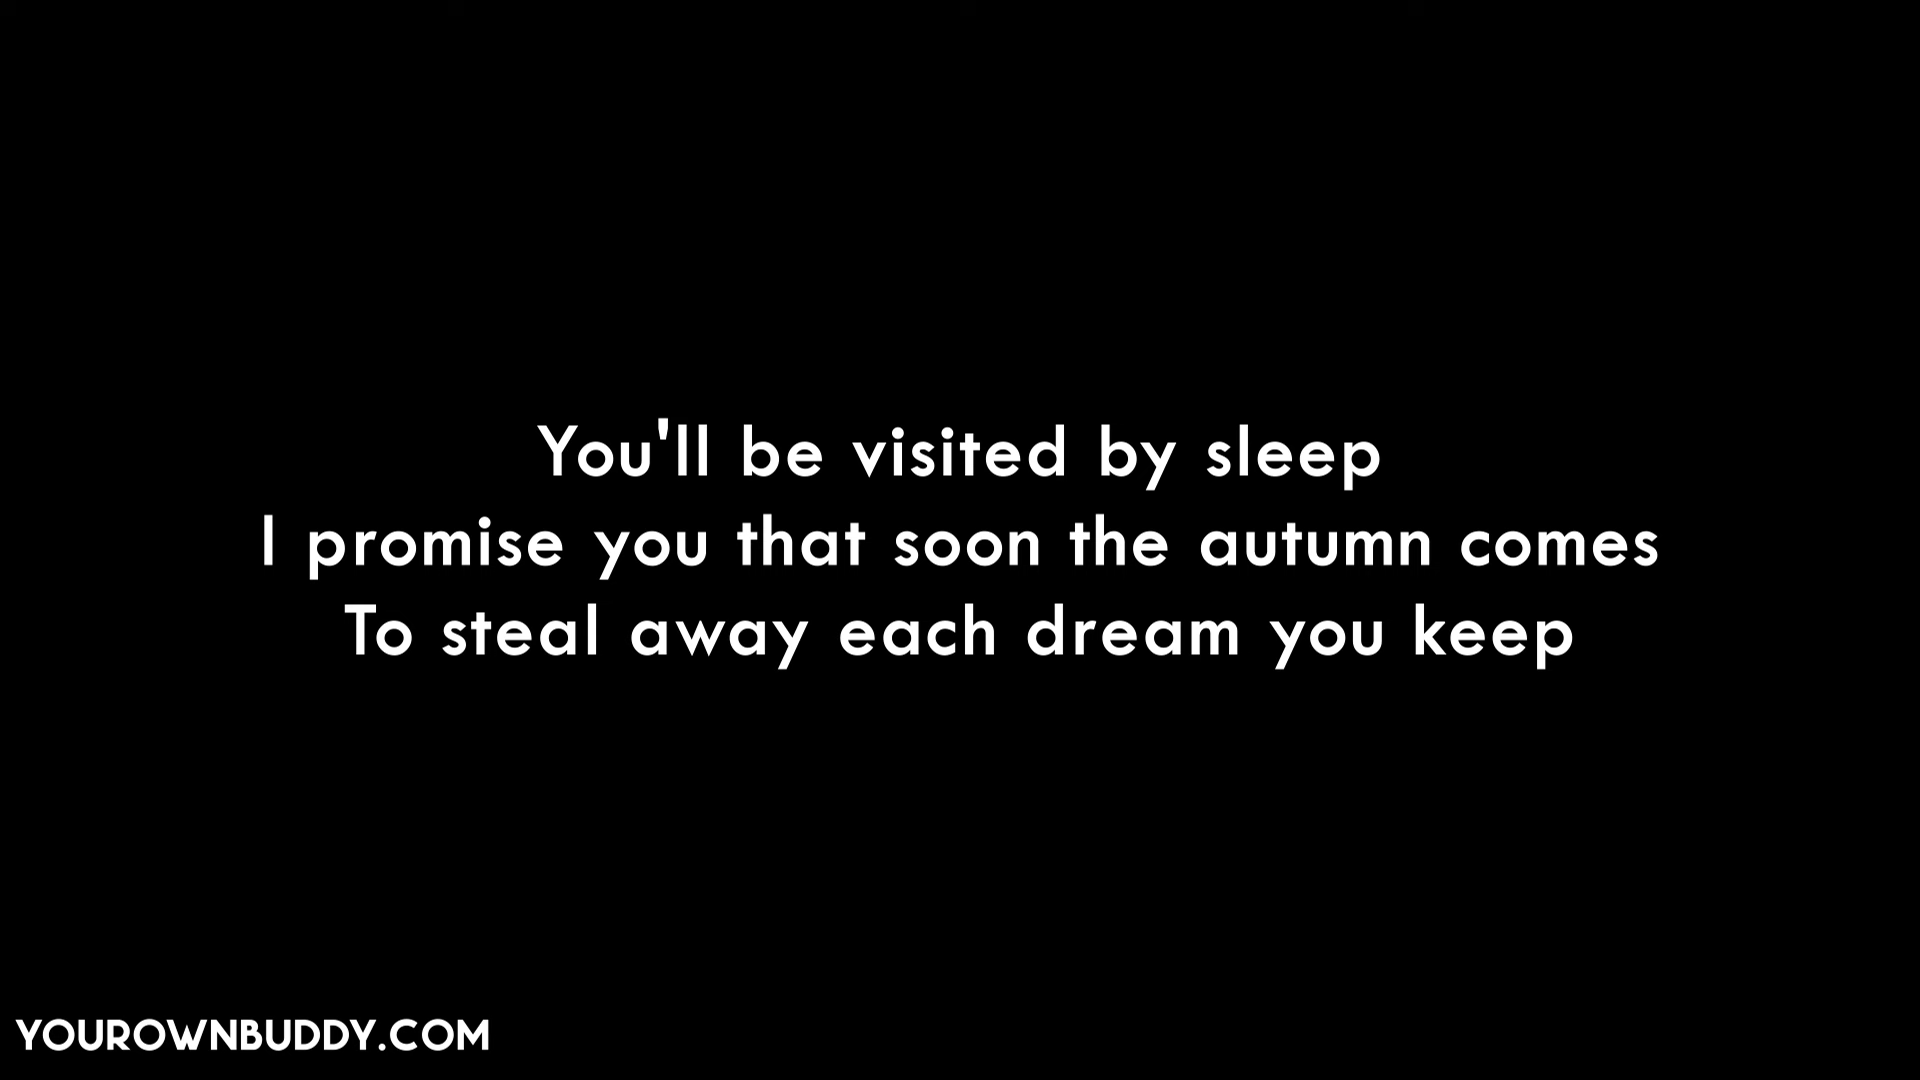 You'll be visited by sleep
I promise you that soon the autumn comes
To steal away each dream you keep
YOUROWNBUDDY.COM